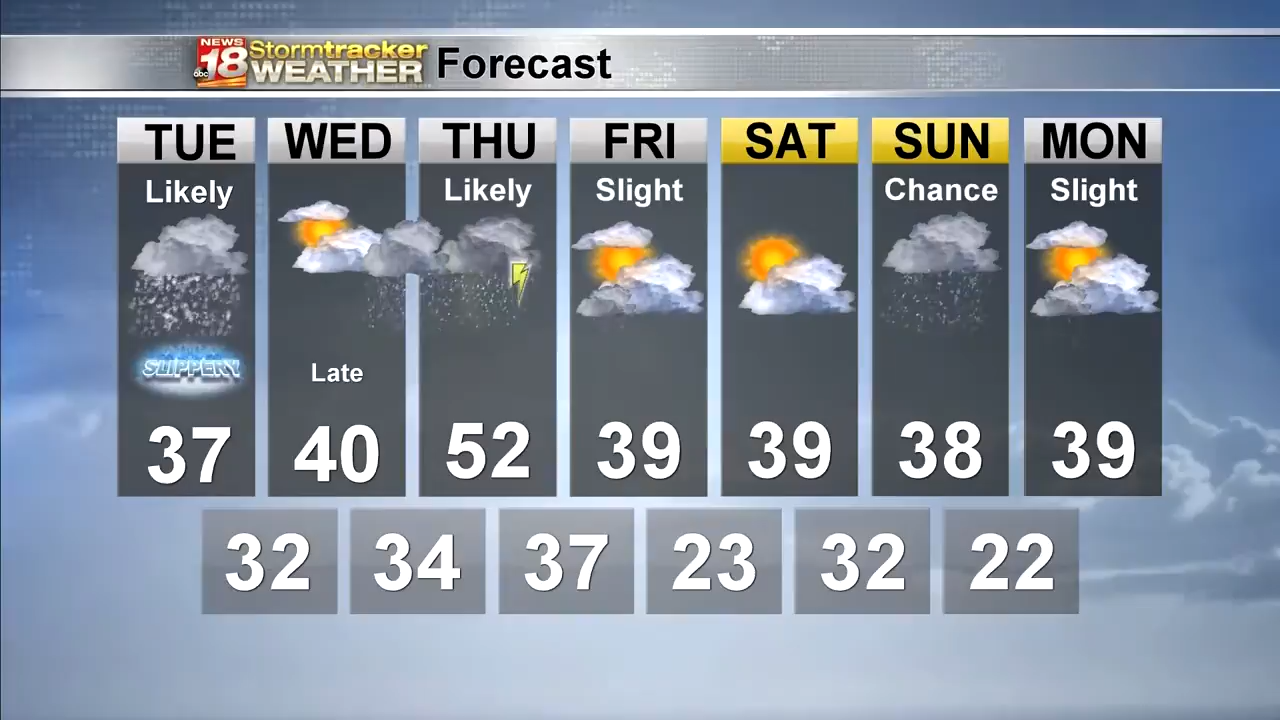 NEWS
abc 18
Stormtracker
WEATHER
Forecast
TUE WED THU FRI SAT SUN MON
Likely Likely Slight Chance Slight
SLIPPERY
Late
37 40 52 39 39 38 39
32 34 37 23 32 22